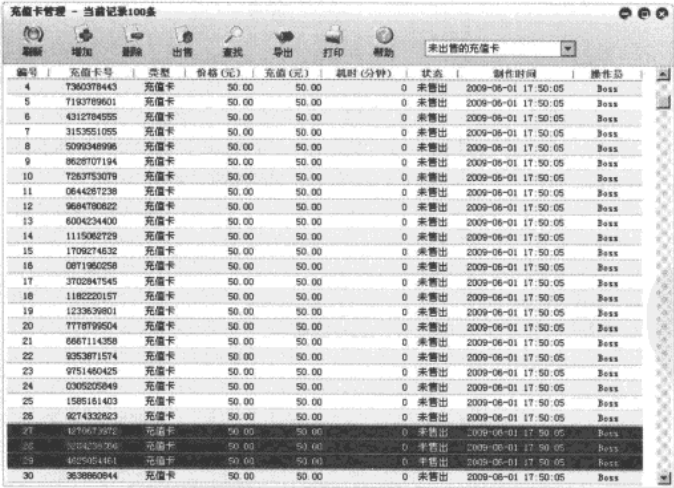 充值卡管理 - 当前记录100条
刷新 增加 删除 出售 查找 导出 打印 帮助 未出售的充值卡
编号 充值卡号 类型 价格(元) 充值(元) 耗时(分钟) 状态 制作时间 操作员
4 7360378443 充值卡 50.00 50.00 0 未售出 2009-06-01 17:50:05 Boss
5 7193789601 充值卡 50.00 50.00 0 未售出 2009-06-01 17:50:05 Boss
6 4312784555 充值卡 50.00 50.00 0 未售出 2009-06-01 17:50:05 Boss
7 3153551055 充值卡 50.00 50.00 0 未售出 2009-06-01 17:50:05 Boss
8 5099348996 充值卡 50.00 50.00 0 未售出 2009-06-01 17:50:05 Boss
9 8628707194 充值卡 50.00 50.00 0 未售出 2009-06-01 17:50:05 Boss
10 7263753079 充值卡 50.00 50.00 0 未售出 2009-06-01 17:50:05 Boss
11 0644267238 充值卡 50.00 50.00 0 未售出 2009-06-01 17:50:05 Boss
12 9684780622 充值卡 50.00 50.00 0 未售出 2009-06-01 17:50:05 Boss
13 6004234400 充值卡 50.00 50.00 0 未售出 2009-06-01 17:50:05 Boss
14 1115062729 充值卡 50.00 50.00 0 未售出 2009-06-01 17:50:05 Boss
15 1709274632 充值卡 50.00 50.00 0 未售出 2009-06-01 17:50:05 Boss
16 0871960258 充值卡 50.00 50.00 0 未售出 2009-06-01 17:50:05 Boss
17 3702847545 充值卡 50.00 50.00 0 未售出 2009-06-01 17:50:05 Boss
18 1182220157 充值卡 50.00 50.00 0 未售出 2009-06-01 17:50:05 Boss
19 1233639801 充值卡 50.00 50.00 0 未售出 2009-06-01 17:50:05 Boss
20 7778799504 充值卡 50.00 50.00 0 未售出 2009-06-01 17:50:05 Boss
21 6667114358 充值卡 50.00 50.00 0 未售出 2009-06-01 17:50:05 Boss
22 9353871574 充值卡 50.00 50.00 0 未售出 2009-06-01 17:50:05 Boss
23 9751460425 充值卡 50.00 50.00 0 未售出 2009-06-01 17:50:05 Boss
24 0305205849 充值卡 50.00 50.00 0 未售出 2009-06-01 17:50:05 Boss
25 1585161403 充值卡 50.00 50.00 0 未售出 2009-06-01 17:50:05 Boss
26 9274332623 充值卡 50.00 50.00 0 未售出 2009-06-01 17:50:05 Boss
27 充值卡 50.00 50.00 0 未售出 2009-06-01 17:50:05 Boss
28 充值卡 50.00 50.00 0 未售出 2009-06-01 17:50:05 Boss
29 充值卡 50.00 50.00 0 未售出 2009-06-01 17:50:05 Boss
30 3638860844 充值卡 50.00 50.00 0 未售出 2009-06-01 17:50:05 Boss